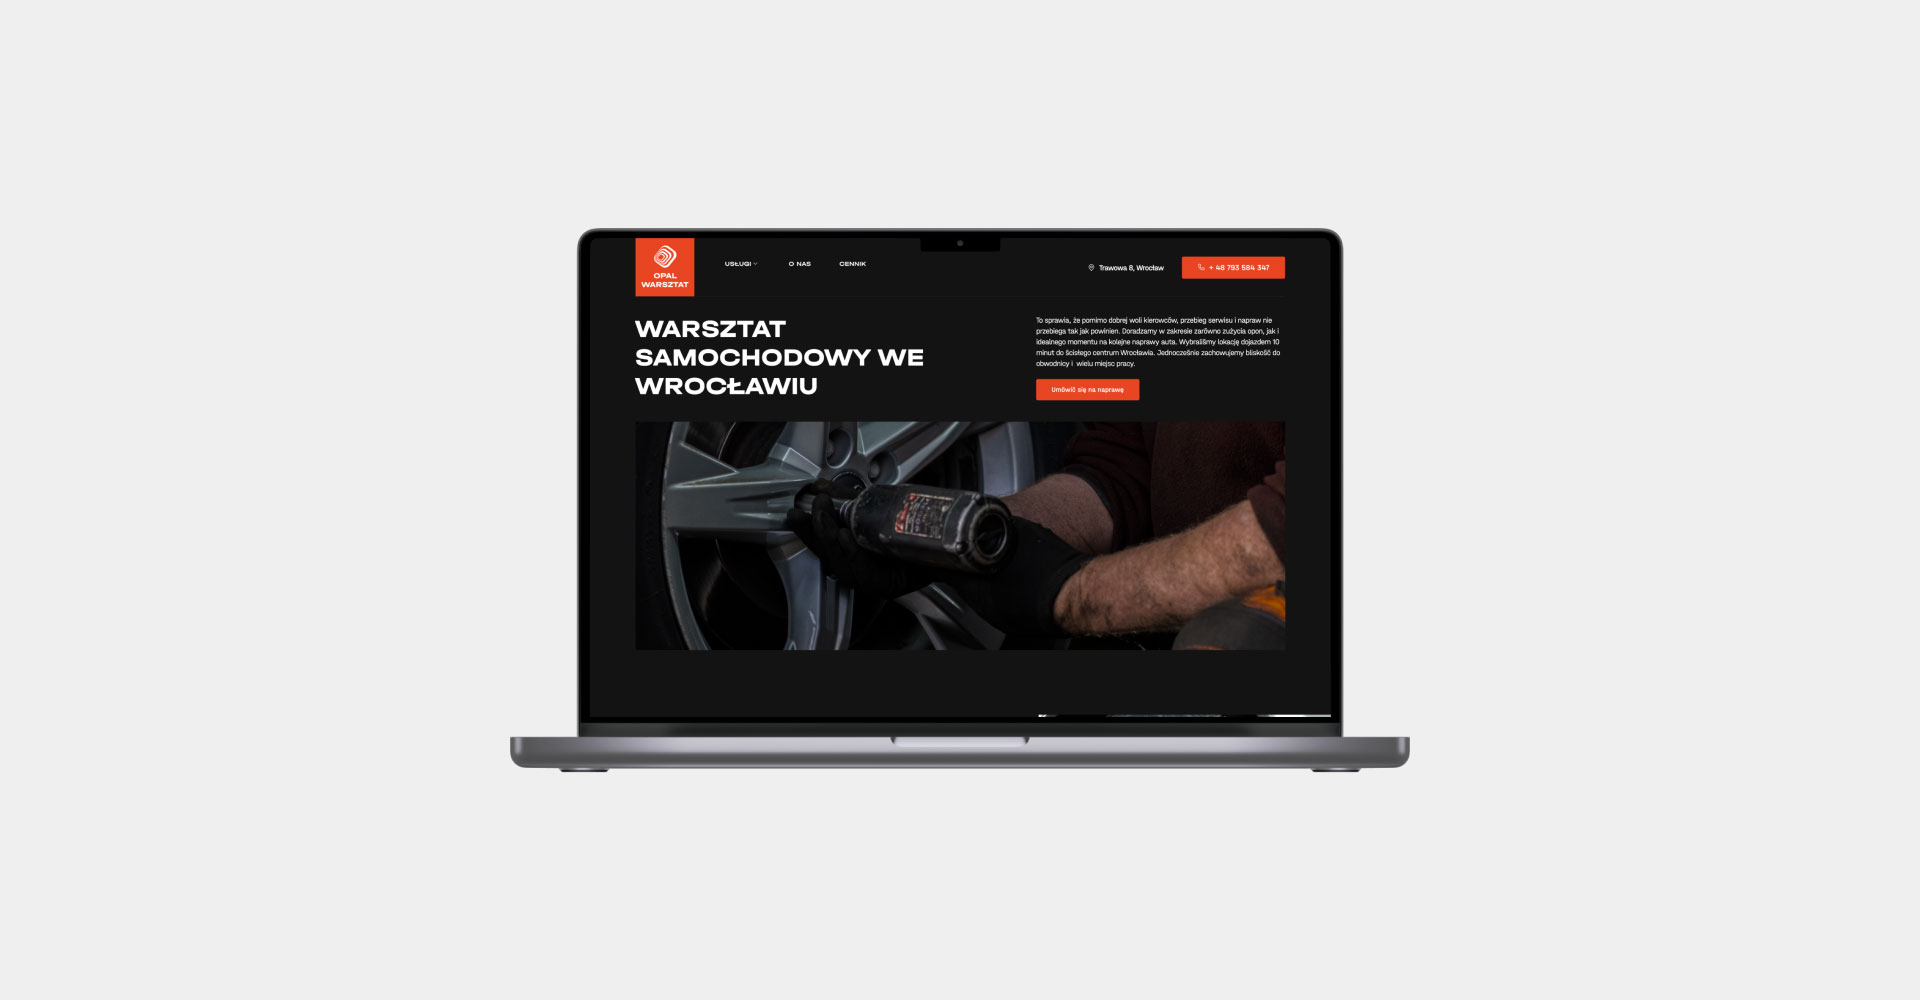 OPAL
WARSZTAT
USŁUGI
O NAS
CENNIK
Trawowa 8, Wrocław
+ 48 793 584 347
WARSZTAT
SAMOCHODOWY WE
WROCŁAWIU
To sprawia, że pomimo dobrej woli kierowców, przebieg serwisu i napraw nie
przebiega tak jak powinien. Doradzamy w zakresie zarówno zużycia opon, jak i
idealnego momentu na kolejne naprawy auta. Wybraliśmy lokację dojazdem 10
minut do ścisłego centrum Wrocławia. Jednocześnie zachowujemy bliskość do
obwodnicy i wielu miejsc pracy.
Umówić się na naprawę